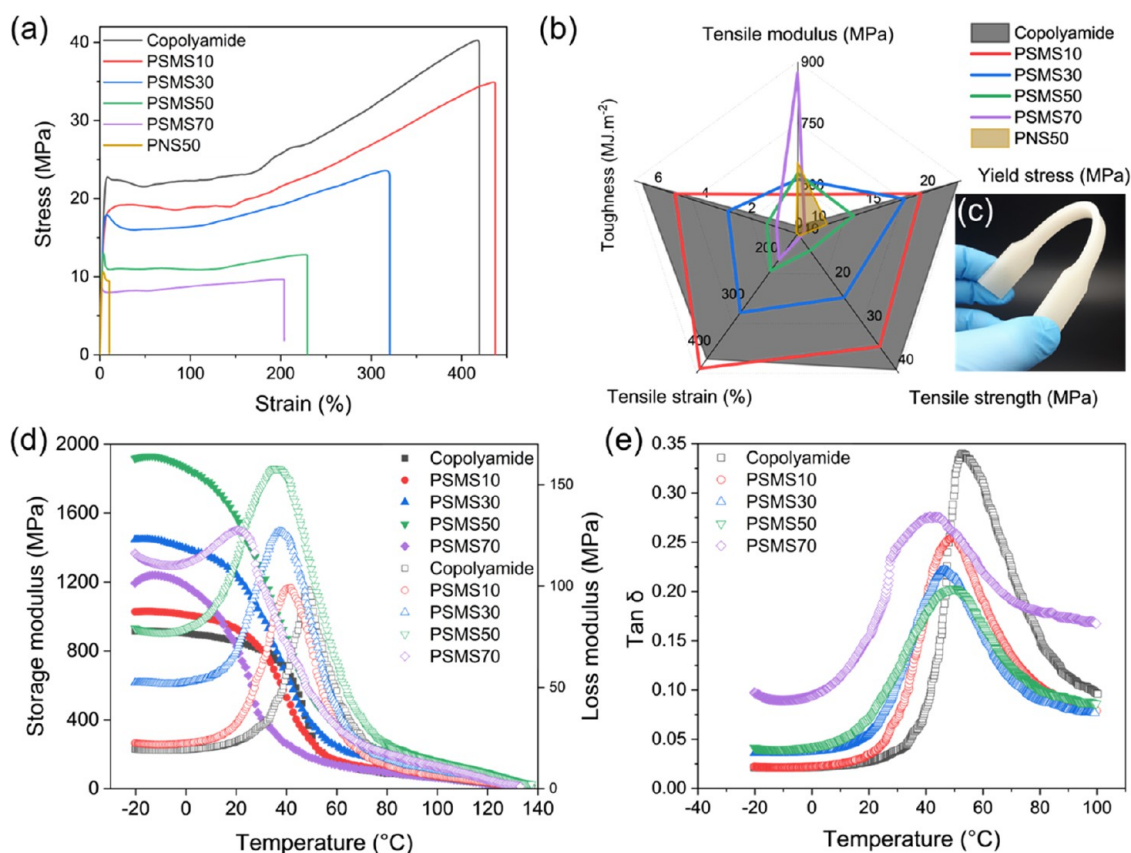 (a)
Stress (MPa)
40
30
20
10
0
Copolyamide
PSMS10
PSMS30
PSMS50
PSMS70
PNS50
0
100
200
300
400
Strain (%)
(b)
Tensile modulus (MPa)
900
750
Toughness (MJ.m⁻²)
6
4
2
20
15
10
200
300
400
20
30
40
Yield stress (MPa)
Tensile strain (%)
Tensile strength (MPa)
Copolyamide
PSMS10
PSMS30
PSMS50
PSMS70
PNS50
(c)
(d)
Storage modulus (MPa)
2000
1600
1200
800
400
0
Copolyamide
PSMS10
PSMS30
PSMS50
PSMS70
Copolyamide
PSMS10
PSMS30
PSMS50
PSMS70
150
100
50
0
Loss modulus (MPa)
-20 0 20 40 60 80 100 120 140
Temperature (°C)
(e)
Tan δ
0.35
0.30
0.25
0.20
0.15
0.10
0.05
0.00
Copolyamide
PSMS10
PSMS30
PSMS50
PSMS70
-20 0 20 40 60 80 100
Temperature (°C)